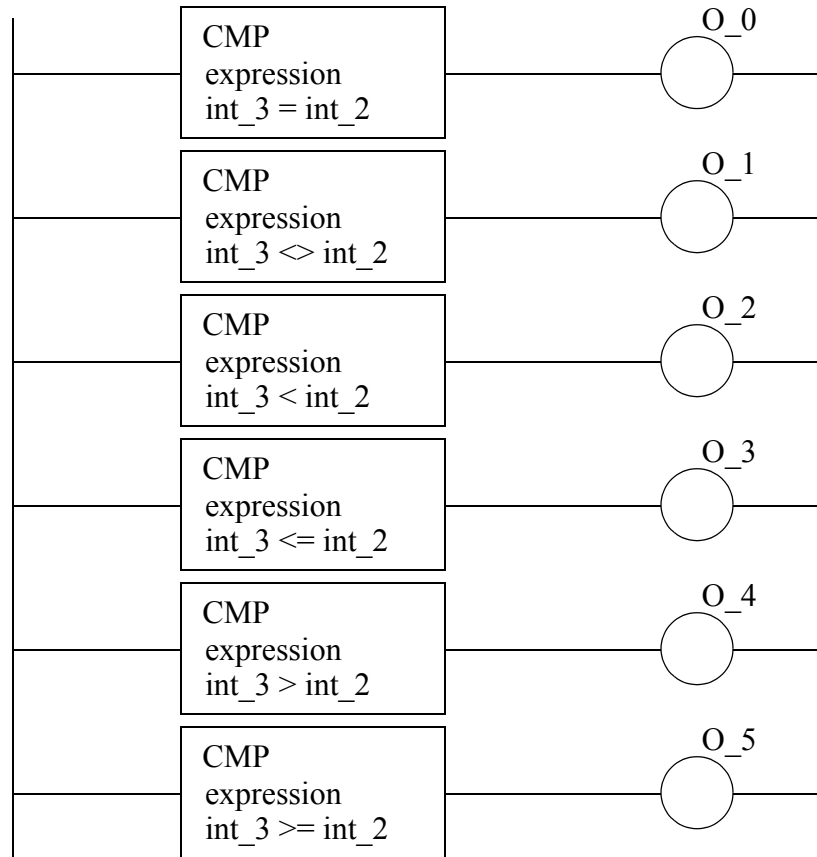 O_0
CMP
expression
int_3 = int_2
O_1
CMP
expression
int_3 <> int_2
O_2
CMP
expression
int_3 < int_2
O_3
CMP
expression
int_3 <= int_2
O_4
CMP
expression
int_3 > int_2
O_5
CMP
expression
int_3 >= int_2